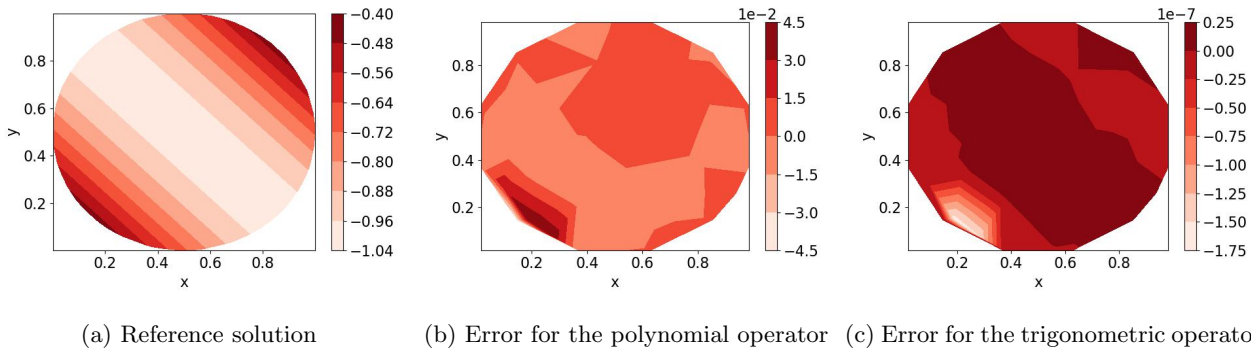 1e−2
1e−7
−0.40
−0.48
−0.56
−0.64
−0.72
−0.80
−0.88
−0.96
−1.04
0.8
0.6
0.4
0.2
y
0.2 0.4 0.6 0.8
x
4.5
3.0
1.5
0.0
−1.5
−3.0
−4.5
0.8
0.6
0.4
0.2
y
0.2 0.4 0.6 0.8
x
0.25
0.00
−0.25
−0.50
−0.75
−1.00
−1.25
−1.50
−1.75
0.8
0.6
0.4
0.2
y
0.2 0.4 0.6 0.8
x
(a) Reference solution
(b) Error for the polynomial operator
(c) Error for the trigonometric operato